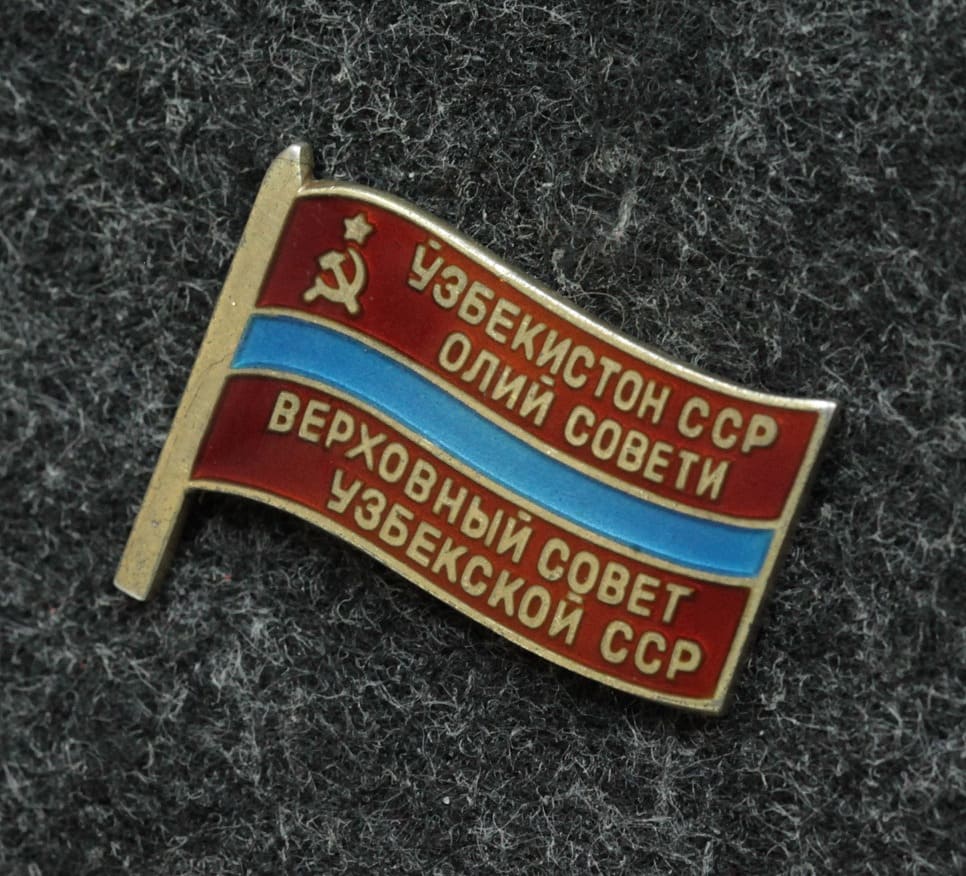 ЎЗБЕКИСТОН ССР
ОЛИЙ СОВЕТИ
ВЕРХОВНЫЙ СОВЕТ
УЗБЕКСКОЙ ССР